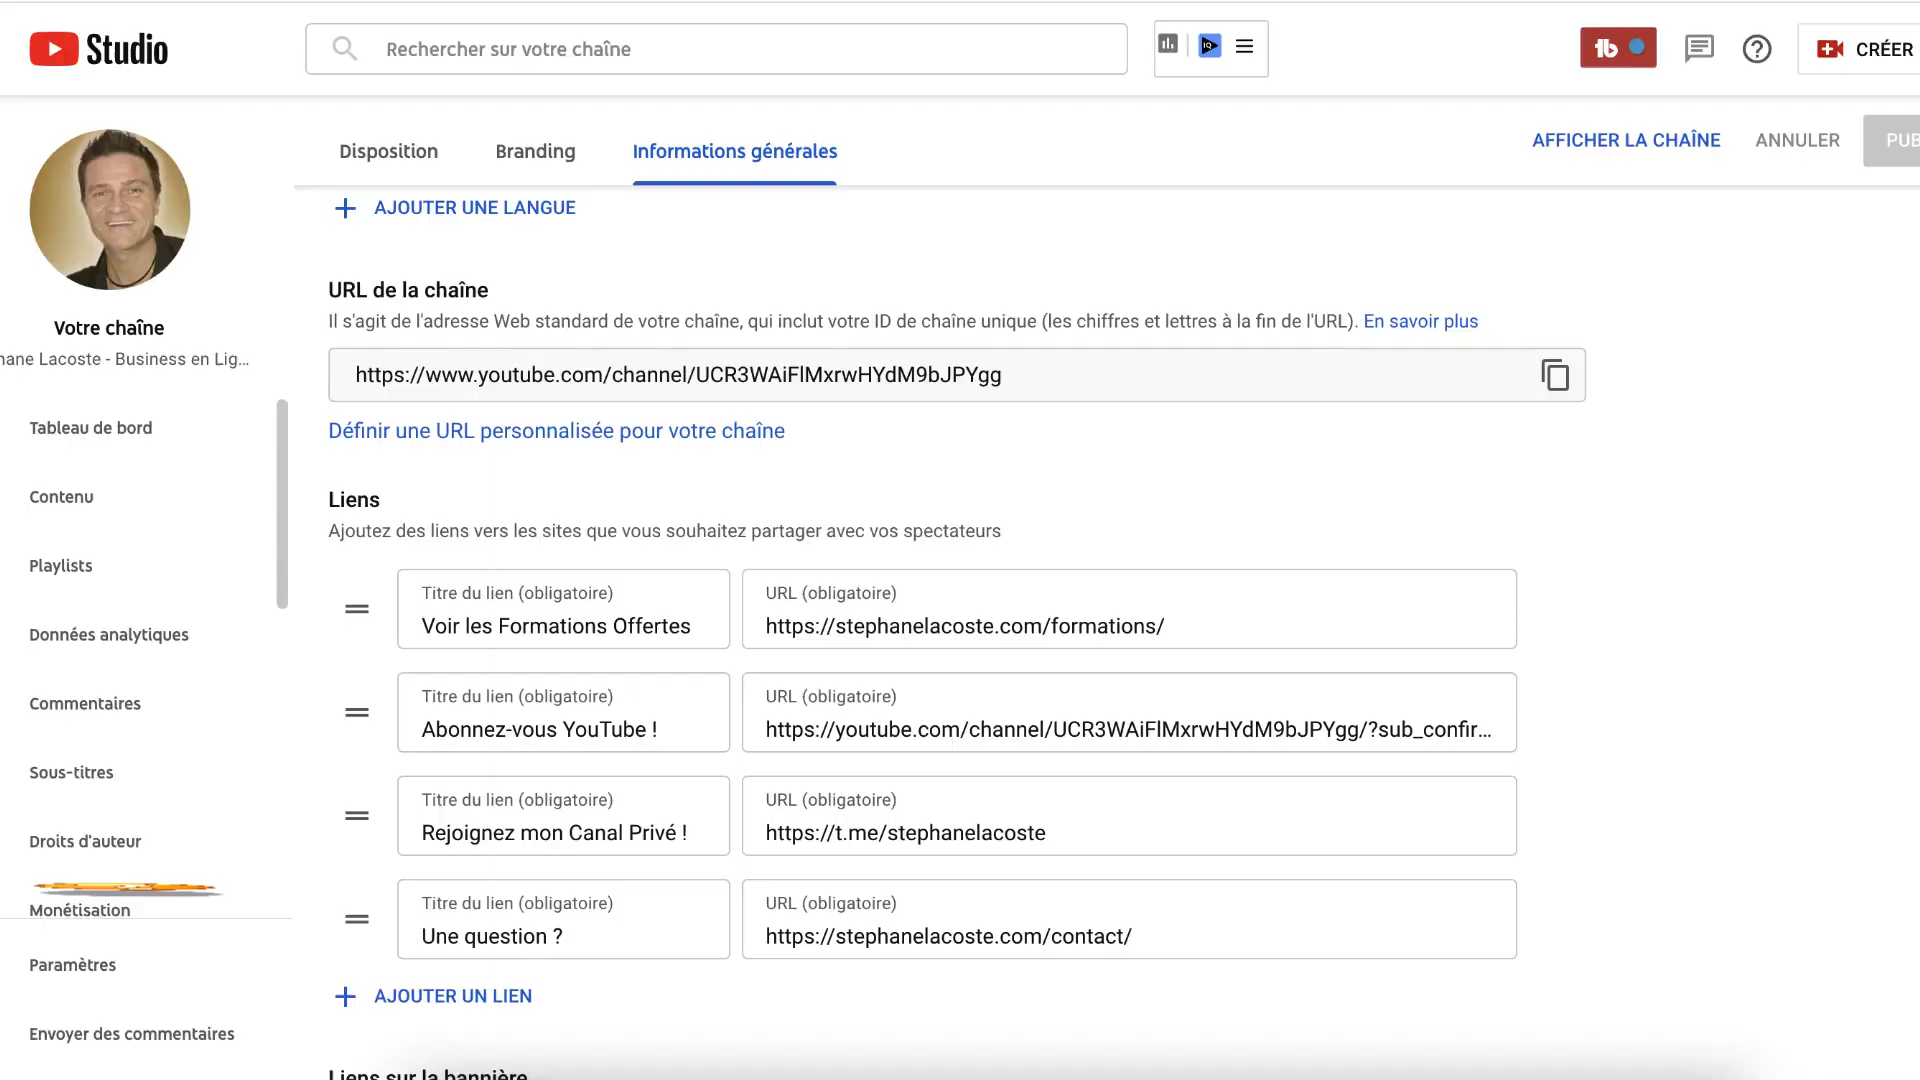 Studio
Rechercher sur votre chaîne
CRÉER
Disposition
Branding
Informations générales
AFFICHER LA CHAÎNE
ANNULER
PUB
AJOUTER UNE LANGUE
Votre chaîne
hane Lacoste - Business en Lig...
Tableau de bord
Contenu
Playlists
Données analytiques
Commentaires
Sous-titres
Droits d'auteur
Monétisation
Paramètres
Envoyer des commentaires
URL de la chaîne
Il s'agit de l'adresse Web standard de votre chaîne, qui inclut votre ID de chaîne unique (les chiffres et lettres à la fin de l'URL). En savoir plus
https://www.youtube.com/channel/UCR3WAiFlMxrwHYdM9bJPYgg
Définir une URL personnalisée pour votre chaîne
Liens
Ajoutez des liens vers les sites que vous souhaitez partager avec vos spectateurs
Titre du lien (obligatoire)
Voir les Formations Offertes
URL (obligatoire)
https://stephanelacoste.com/formations/
Titre du lien (obligatoire)
Abonnez-vous YouTube !
URL (obligatoire)
https://youtube.com/channel/UCR3WAiFlMxrwHYdM9bJPYgg/?sub_confir...
Titre du lien (obligatoire)
Rejoignez mon Canal Privé !
URL (obligatoire)
https://t.me/stephanelacoste
Titre du lien (obligatoire)
Une question ?
URL (obligatoire)
https://stephanelacoste.com/contact/
AJOUTER UN LIEN
Liens sur la bannière